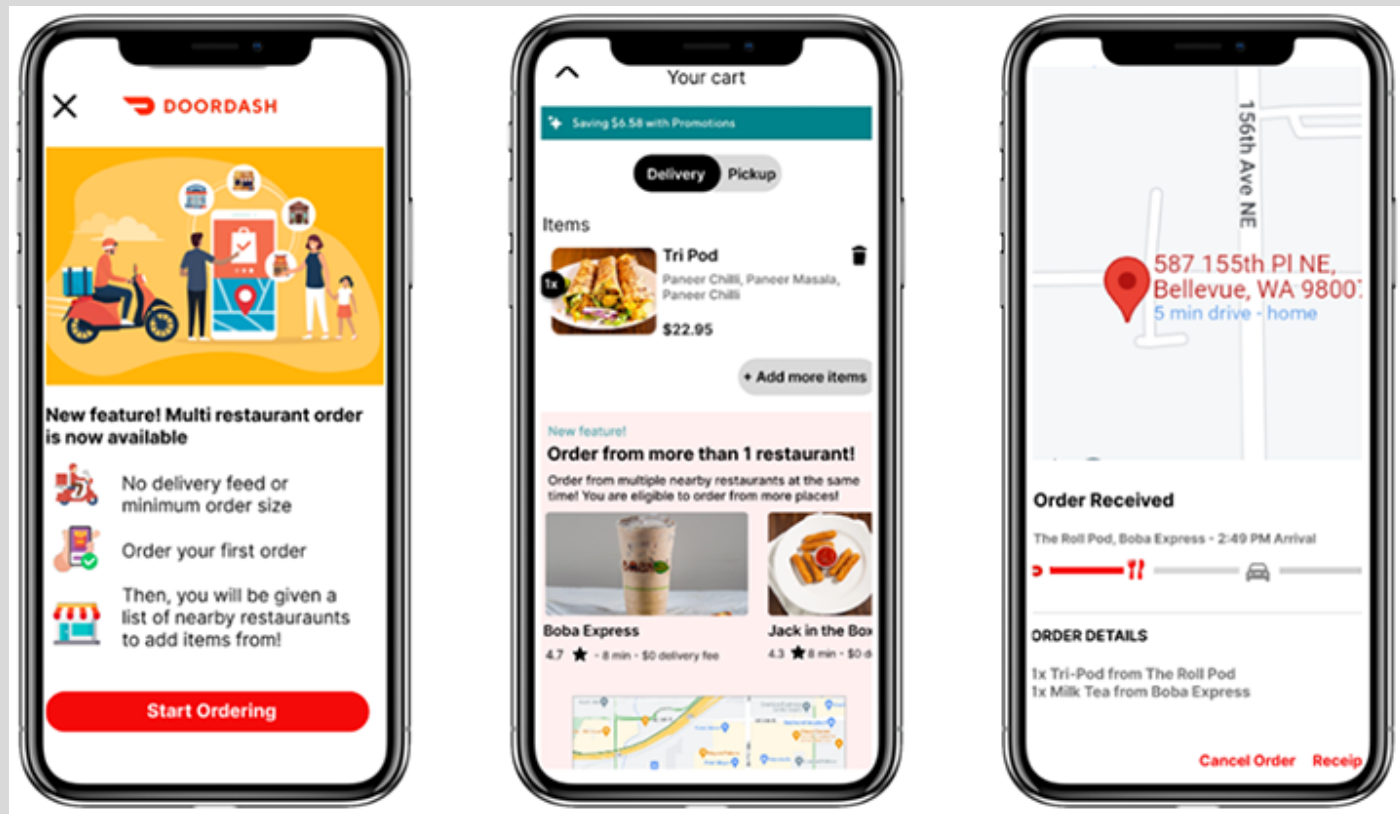 DOORDASH
New feature! Multi restaurant order
is now available
No delivery feed or
minimum order size
Order your first order
Then, you will be given a
list of nearby restauraunts
to add items from!
Start Ordering
Your cart
Saving $6.58 with Promotions
Delivery
Pickup
Items
1x
Tri Pod
Paneer Chilli, Paneer Masala,
Paneer Chilli
$22.95
+ Add more items
New feature!
Order from more than 1 restaurant!
Order from multiple nearby restaurants at the same
time! You are eligible to order from more places!
Boba Express
4.7 ★ - 8 min - $0 delivery fee
Jack in the Box
4.3 ★ 8 min - $0 d
156th Ave NE
587 155th Pl NE,
Bellevue, WA 98007
5 min drive - home
Order Received
The Roll Pod, Boba Express - 2:49 PM Arrival
ORDER DETAILS
1x Tri-Pod from The Roll Pod
1x Milk Tea from Boba Express
Cancel Order
Receip